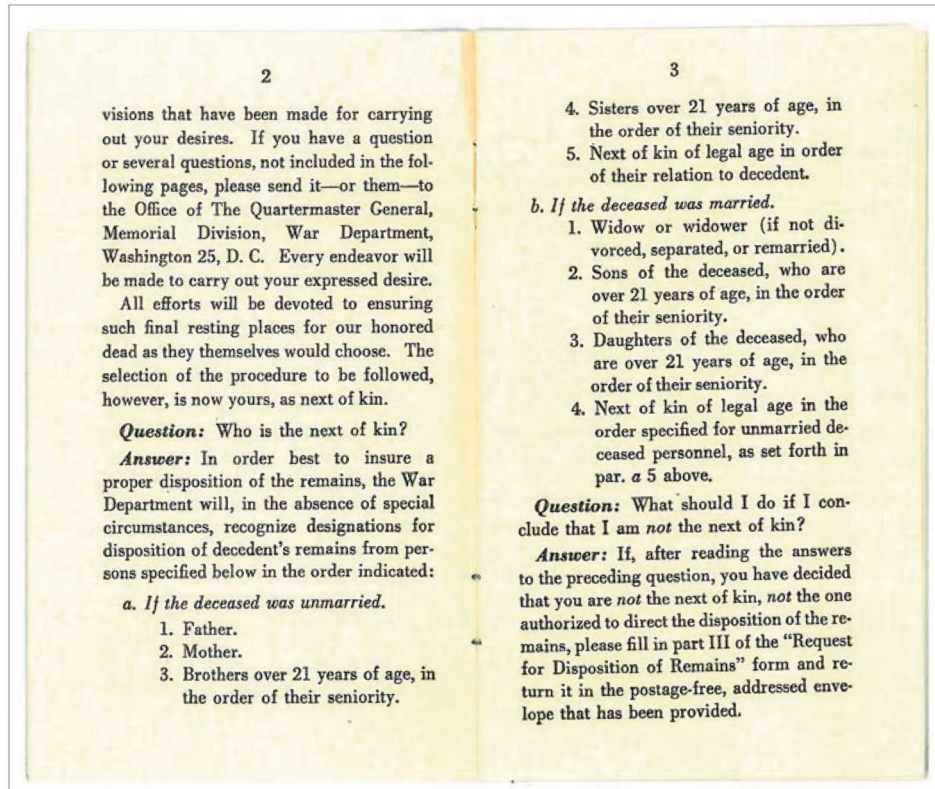 2
visions that have been made for carrying
out your desires. If you have a question
or several questions, not included in the fol-
lowing pages, please send it—or them—to
the Office of The Quartermaster General,
Memorial Division, War Department,
Washington 25, D. C. Every endeavor will
be made to carry out your expressed desire.
All efforts will be devoted to ensuring
such final resting places for our honored
dead as they themselves would choose. The
selection of the procedure to be followed,
however, is now yours, as next of kin.
Question: Who is the next of kin?
Answer: In order best to insure a
proper disposition of the remains, the War
Department will, in the absence of special
circumstances, recognize designations for
disposition of decedent's remains from per-
sons specified below in the order indicated:
a. If the deceased was unmarried.
1. Father.
2. Mother.
3. Brothers over 21 years of age, in
the order of their seniority.
3
4. Sisters over 21 years of age, in
the order of their seniority.
5. Next of kin of legal age in order
of their relation to decedent.
b. If the deceased was married.
1. Widow or widower (if not di-
vorced, separated, or remarried).
2. Sons of the deceased, who are
over 21 years of age, in the order
of their seniority.
3. Daughters of the deceased, who
are over 21 years of age, in the
order of their seniority.
4. Next of kin of legal age in the
order specified for unmarried de-
ceased personnel, as set forth in
par. a 5 above.
Question: What should I do if I con-
clude that I am not the next of kin?
Answer: If, after reading the answers
to the preceding question, you have decided
that you are not the next of kin, not the one
authorized to direct the disposition of the re-
mains, please fill in part III of the “Request
for Disposition of Remains” form and re-
turn it in the postage-free, addressed enve-
lope that has been provided.